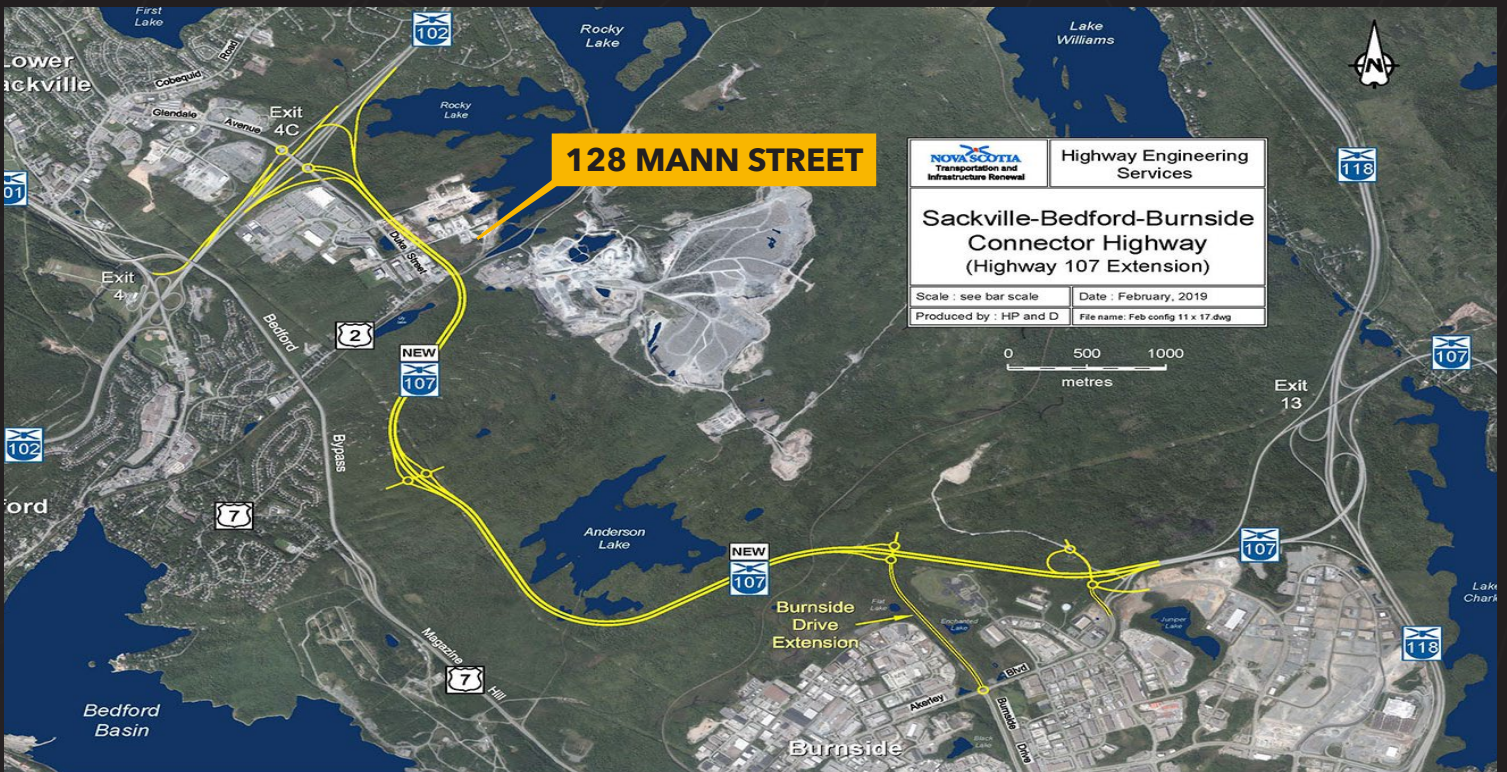 First
Lake
102
Rocky
Lake
Lake
Williams
N
Lower
ackville
Cobequid Road
Rocky
Lake
Glendale Avenue
Exit
4C
128 MANN STREET
NOVA SCOTIA
Transportation and
Infrastructure Renewal
Highway Engineering
Services
118
01
Sackville-Bedford-Burnside
Connector Highway
(Highway 107 Extension)
Duke Street
Exit
4
Scale : see bar scale
Date : February, 2019
Produced by : HP and D
File name: Feb config 11 x 17.dwg
Bedford Bypass
2
NEW
107
0 500 1000
metres
107
Exit
13
102
ford
7
Anderson
Lake
NEW
107
107
Lake
Chark
Burnside
Drive
Extension
Flat
Lake
Enchanted
Lake
Juniper
Lake
118
Magazine Hill
7
Akerley Blvd
Burnside Drive
Black
Lake
Bedford
Basin
Burnside